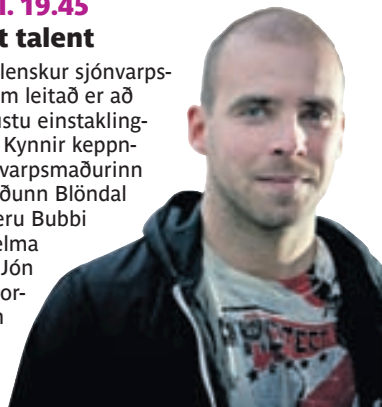 l. 19.45
t talent
lenskur sjónvarps-
m leitað er að
ustu einstakling-
Kynnir keppn-
varpsmaðurinn
ðunn Blöndal
eru Bubbi
elma
Jón
or-